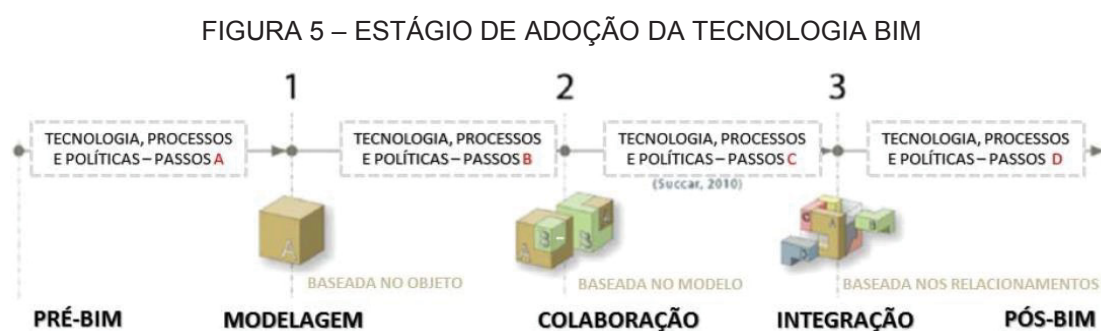 FIGURA 5 – ESTÁGIO DE ADOÇÃO DA TECNOLOGIA BIM
1
2
3
TECNOLOGIA, PROCESSOS
E POLÍTICAS – PASSOS A
TECNOLOGIA, PROCESSOS
E POLÍTICAS – PASSOS B
TECNOLOGIA, PROCESSOS
E POLÍTICAS – PASSOS C
TECNOLOGIA, PROCESSOS
E POLÍTICAS – PASSOS D
(Succar, 2010)
A
A
B
B
A
A
B
BASEADA NO OBJETO
BASEADA NO MODELO
BASEADA NOS RELACIONAMENTOS
PRÉ-BIM
MODELAGEM
COLABORAÇÃO
INTEGRAÇÃO
PÓS-BIM